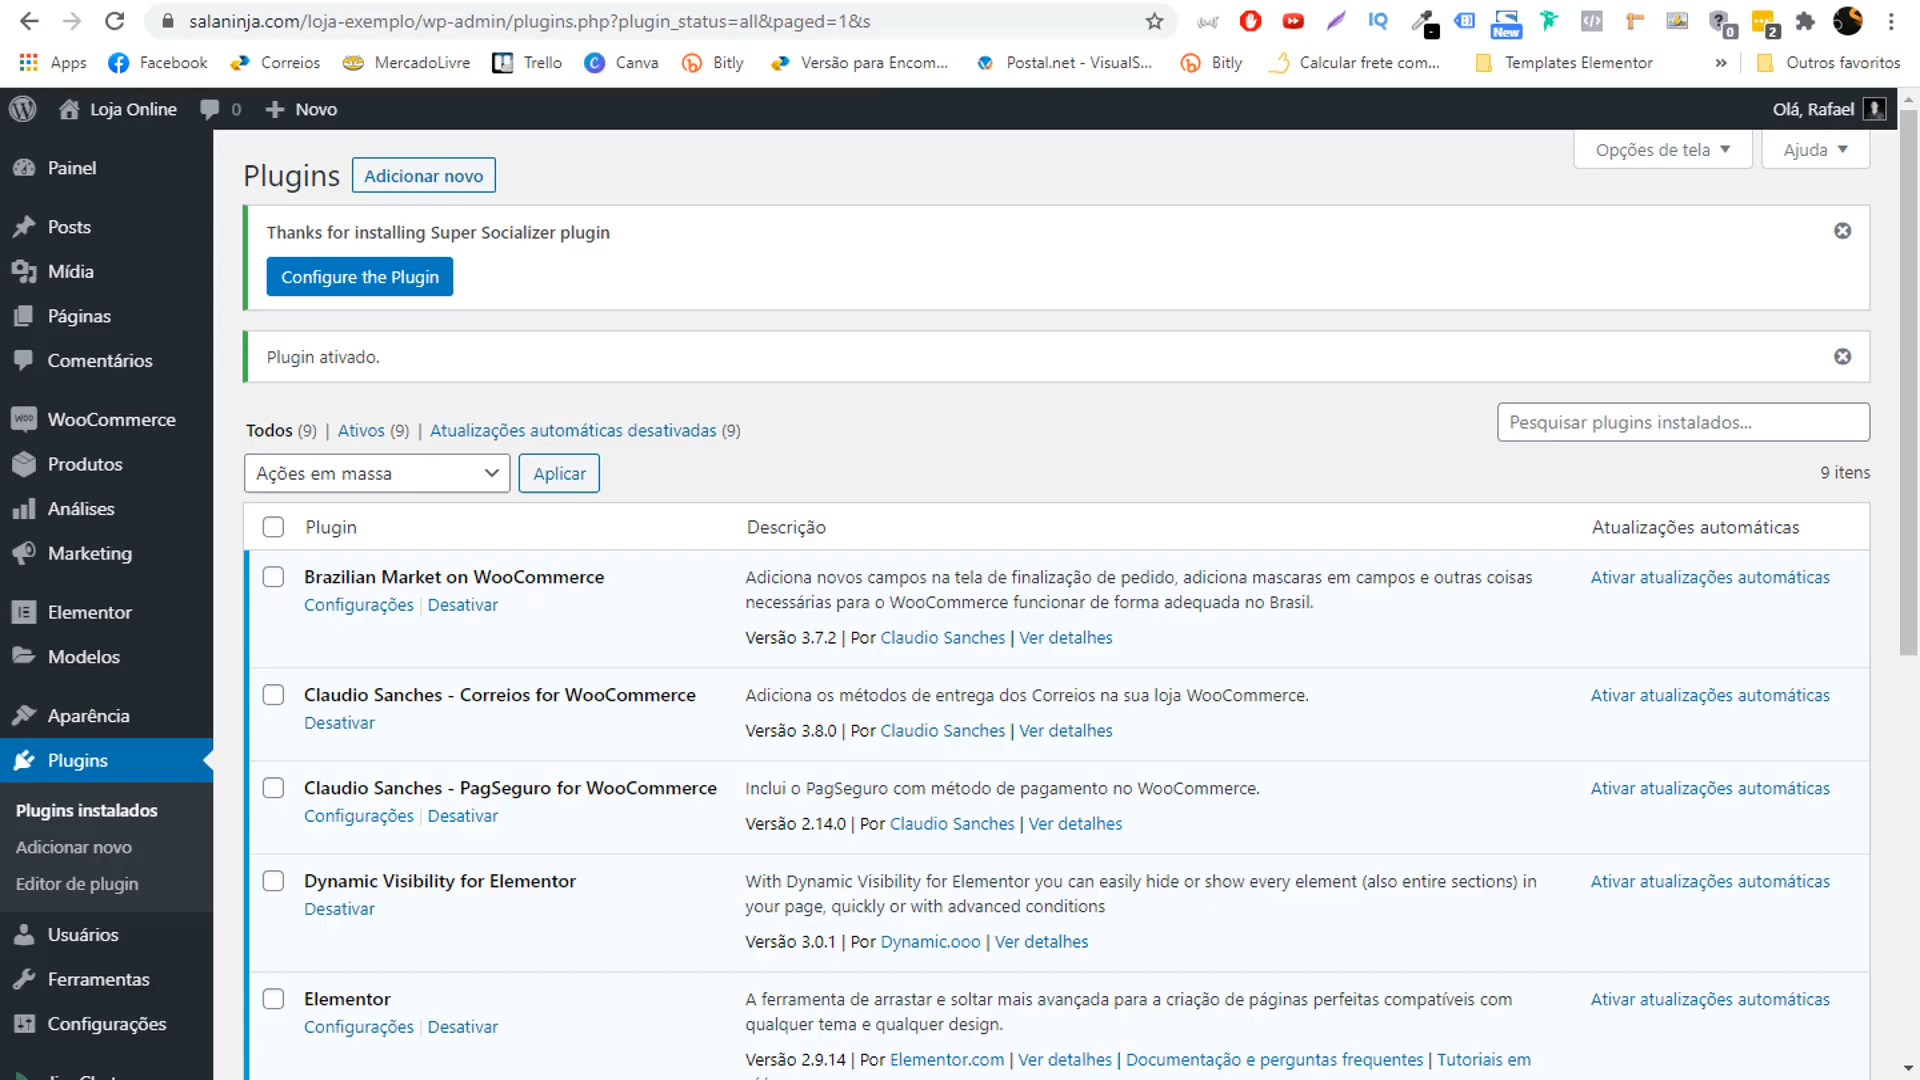 salaninja.com/loja-exemplo/wp-admin/plugins.php?plugin_status=all&paged=1&s
IQ
New
0
2
Apps
Facebook
Correios
MercadoLivre
Trello
Canva
Bitly
Versão para Encom...
Postal.net - VisualS...
Bitly
Calcular frete com...
Templates Elementor
»
Outros favoritos
Loja Online
0
Novo
Olá, Rafael
Painel
Posts
Mídia
Páginas
Comentários
WooCommerce
Produtos
Análises
Marketing
Elementor
Modelos
Aparência
Plugins
Plugins instalados
Adicionar novo
Editor de plugin
Usuários
Ferramentas
Configurações
Opções de tela
Ajuda
Plugins
Adicionar novo
Thanks for installing Super Socializer plugin
Configure the Plugin
Plugin ativado.
Todos (9) | Ativos (9) | Atualizações automáticas desativadas (9)
Pesquisar plugins instalados...
Ações em massa
Aplicar
9 itens
Plugin
Descrição
Atualizações automáticas
Brazilian Market on WooCommerce
Configurações | Desativar
Adiciona novos campos na tela de finalização de pedido, adiciona mascaras em campos e outras coisas
necessárias para o WooCommerce funcionar de forma adequada no Brasil.
Versão 3.7.2 | Por Claudio Sanches | Ver detalhes
Ativar atualizações automáticas
Claudio Sanches - Correios for WooCommerce
Desativar
Adiciona os métodos de entrega dos Correios na sua loja WooCommerce.
Versão 3.8.0 | Por Claudio Sanches | Ver detalhes
Ativar atualizações automáticas
Claudio Sanches - PagSeguro for WooCommerce
Configurações | Desativar
Inclui o PagSeguro com método de pagamento no WooCommerce.
Versão 2.14.0 | Por Claudio Sanches | Ver detalhes
Ativar atualizações automáticas
Dynamic Visibility for Elementor
Desativar
With Dynamic Visibility for Elementor you can easily hide or show every element (also entire sections) in
your page, quickly or with advanced conditions
Versão 3.0.1 | Por Dynamic.ooo | Ver detalhes
Ativar atualizações automáticas
Elementor
Configurações | Desativar
A ferramenta de arrastar e soltar mais avançada para a criação de páginas perfeitas compatíveis com
qualquer tema e qualquer design.
Versão 2.9.14 | Por Elementor.com | Ver detalhes | Documentação e perguntas frequentes | Tutoriais em
Ativar atualizações automáticas